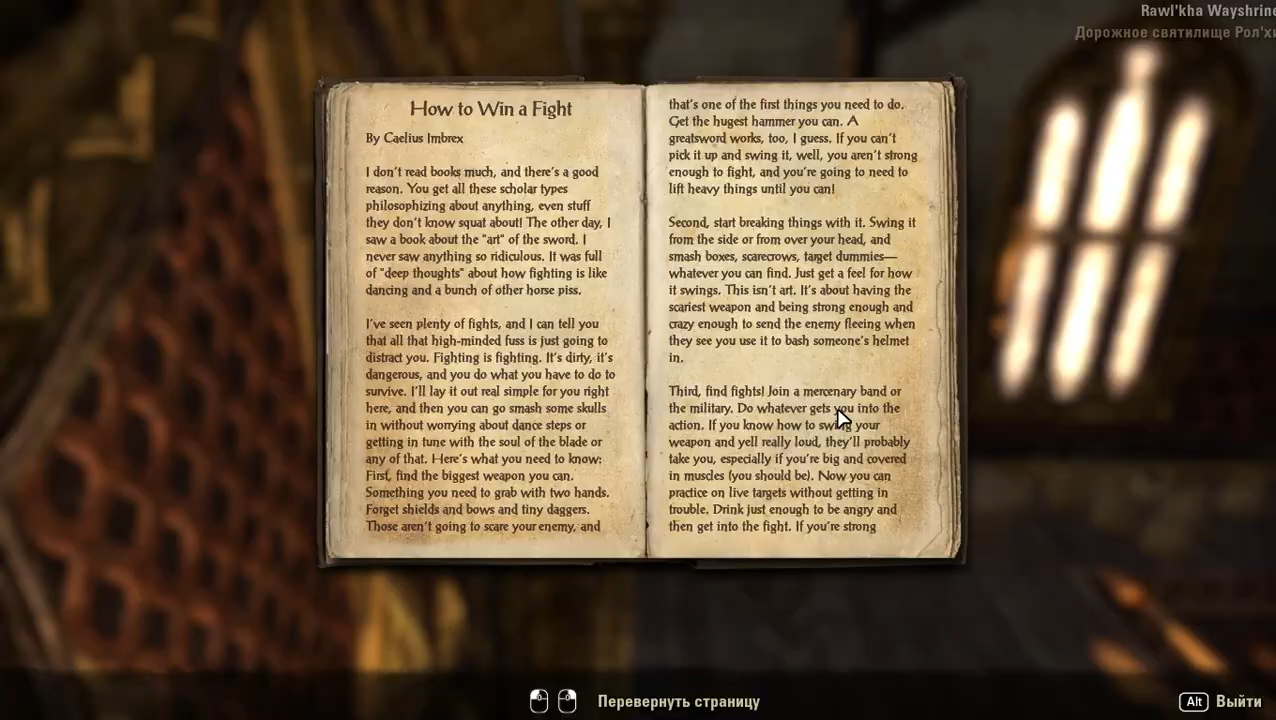 Rawl'kha Wayshrine
Дорожное святилище Рол'хи
How to Win a Fight
By Caelius Imbrex
I don't read books much, and there's a good
reason. You get all these scholar types
philosophizing about anything, even stuff
they don't know squat about! The other day, I
saw a book about the "art" of the sword. I
never saw anything so ridiculous. It was full
of "deep thoughts" about how fighting is like
dancing and a bunch of other horse piss.
I've seen plenty of fights, and I can tell you
that all that high-minded fuss is just going to
distract you. Fighting is fighting. It's dirty, it's
dangerous, and you do what you have to do to
survive. I'll lay it out real simple for you right
here, and then you can go smash some skulls
in without worrying about dance steps or
getting in tune with the soul of the blade or
any of that. Here's what you need to know:
First, find the biggest weapon you can.
Something you need to grab with two hands.
Forget shields and bows and tiny daggers.
Those aren't going to scare your enemy, and
that's one of the first things you need to do.
Get the hugest hammer you can. A
greatsword works, too, I guess. If you can't
pick it up and swing it, well, you aren't strong
enough to fight, and you're going to need to
lift heavy things until you can!
Second, start breaking things with it. Swing it
from the side or from over your head, and
smash boxes, scarecrows, target dummies—
whatever you can find. Just get a feel for how
it swings. This isn't art. It's about having the
scariest weapon and being strong enough and
crazy enough to send the enemy fleeing when
they see you use it to bash someone's helmet
in.
Third, find fights! Join a mercenary band or
the military. Do whatever gets you into the
action. If you know how to swing your
weapon and yell really loud, they'll probably
take you, especially if you're big and covered
in muscles (you should be). Now you can
practice on live targets without getting in
trouble. Drink just enough to be angry and
then get into the fight. If you're strong
Перевернуть страницу
Alt Выйти